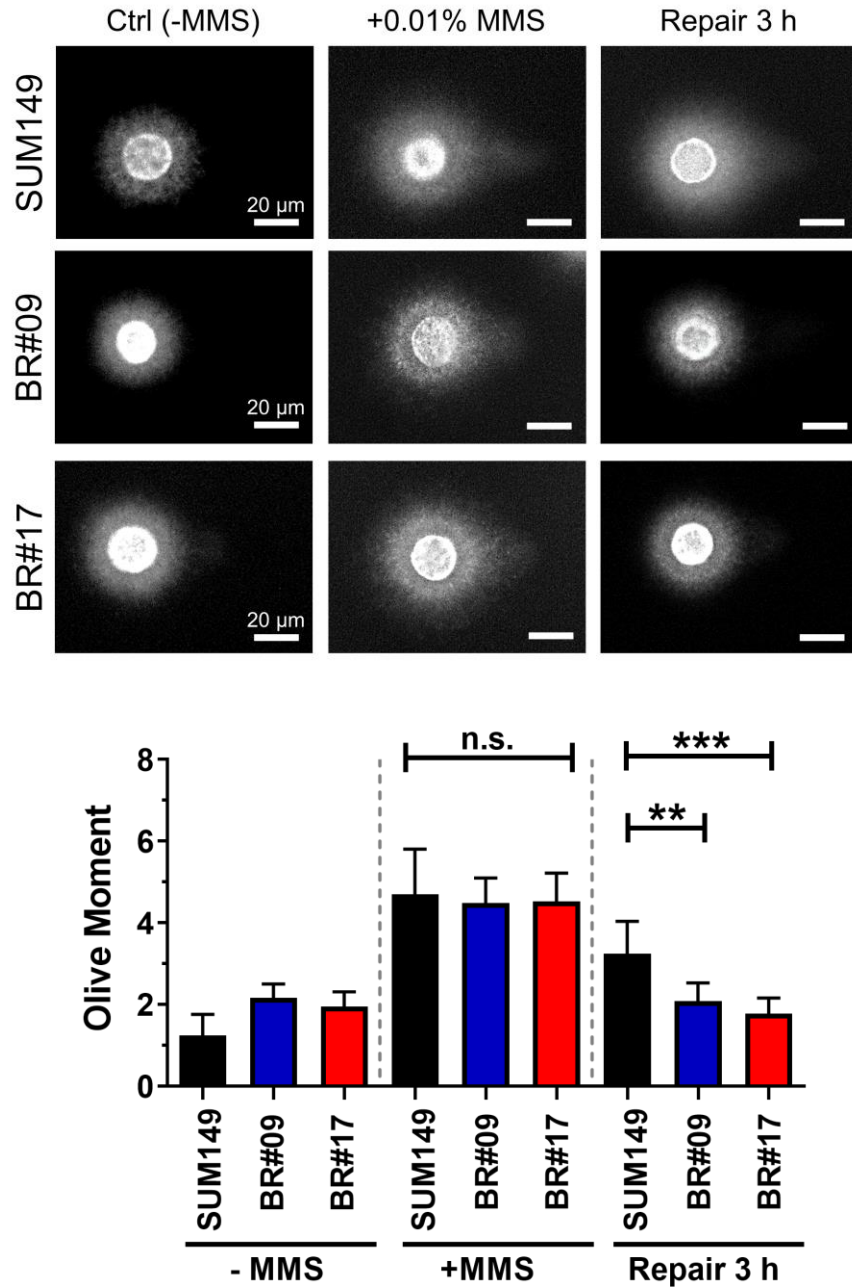 Ctrl (-MMS) +0.01% MMS Repair 3 h
SUM149
20 µm
BR#09
20 µm
BR#17
20 µm
Olive Moment
8
6
4
2
0
n.s.
***
**
SUM149 BR#09 BR#17 SUM149 BR#09 BR#17 SUM149 BR#09 BR#17
- MMS +MMS Repair 3 h